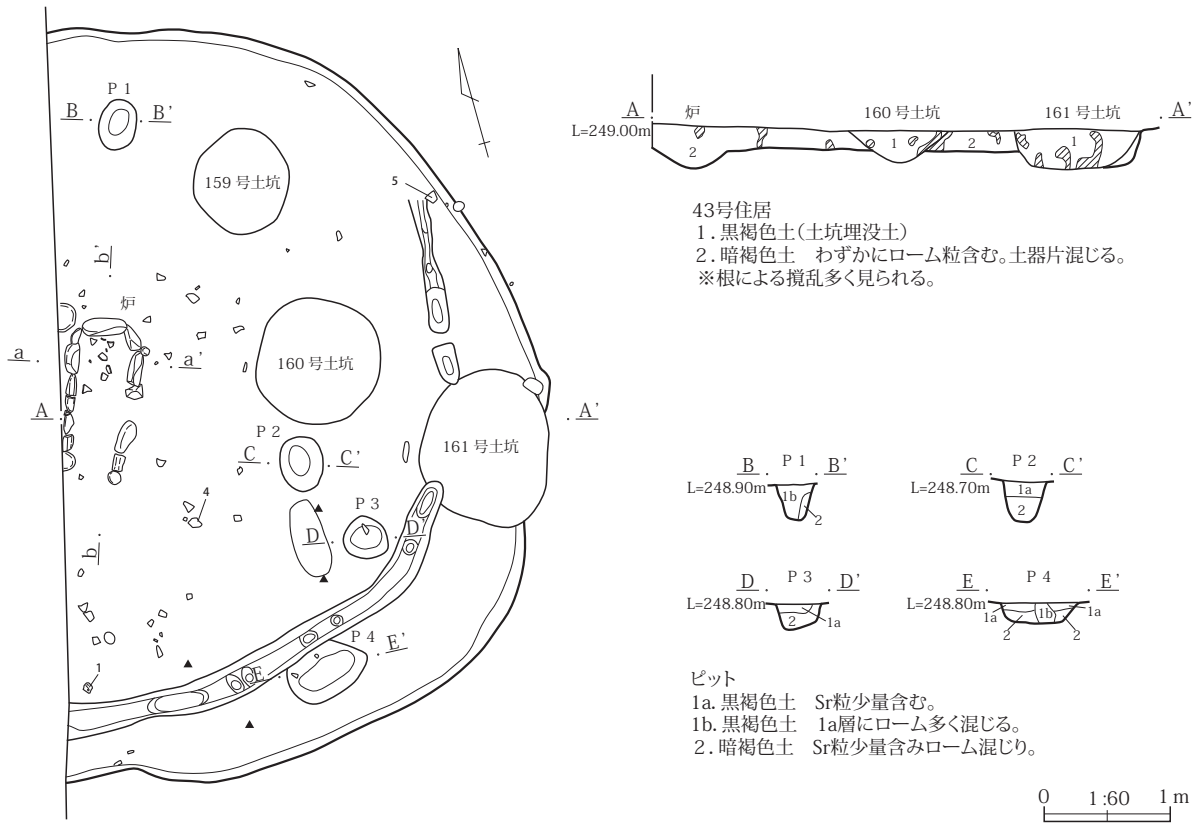 P 1
B B'
159 号土坑
5
b'
炉
a a'
160 号土坑
A A'
P 2
161 号土坑
C C'
4
P 3
D D'
b
P 4
E E'
1
A 炉 160 号土坑 161 号土坑 A'
L=249.00m
2 1 2 1
43号住居
1．黒褐色土（土坑埋没土）
2．暗褐色土　わずかにローム粒含む。土器片混じる。
※根による撹乱多く見られる。
B P 1 B' C P 2 C'
L=248.90m L=248.70m
1b 2 1a 2
D P 3 D' E P 4 E'
L=248.80m L=248.80m
2 1a 1a 1b 1a
2 2
ピット
1a．黒褐色土　Sr粒少量含む。
1b．黒褐色土　1a層にローム多く混じる。
2．暗褐色土　Sr粒少量含みローム混じり。
0 1:60 1 m